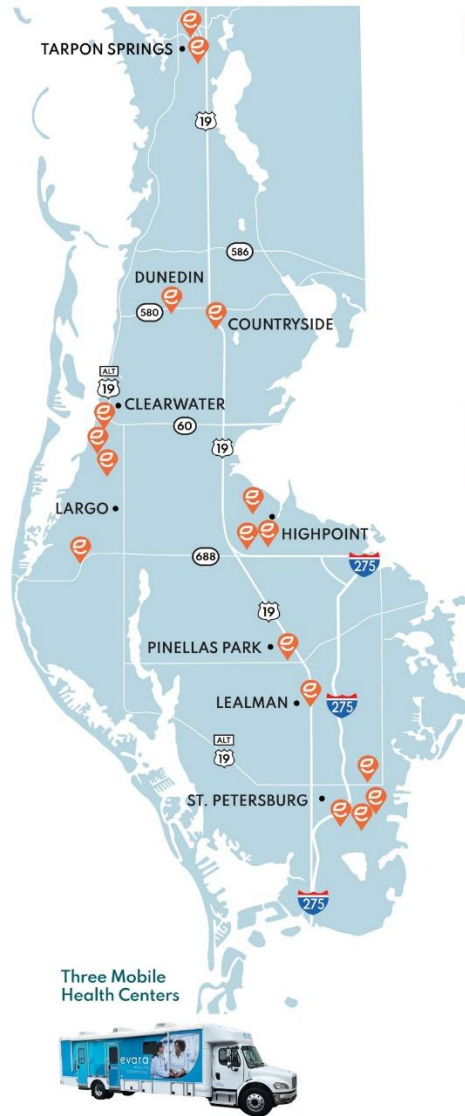 TARPON SPRINGS
19
586
DUNEDIN
580
COUNTRYSIDE
ALT
19
CLEARWATER
60
19
LARGO
HIGHPOINT
688
275
19
PINELLAS PARK
LEALMAN
275
ALT
19
ST. PETERSBURG
275
Three Mobile
Health Centers
evara
HEALTH